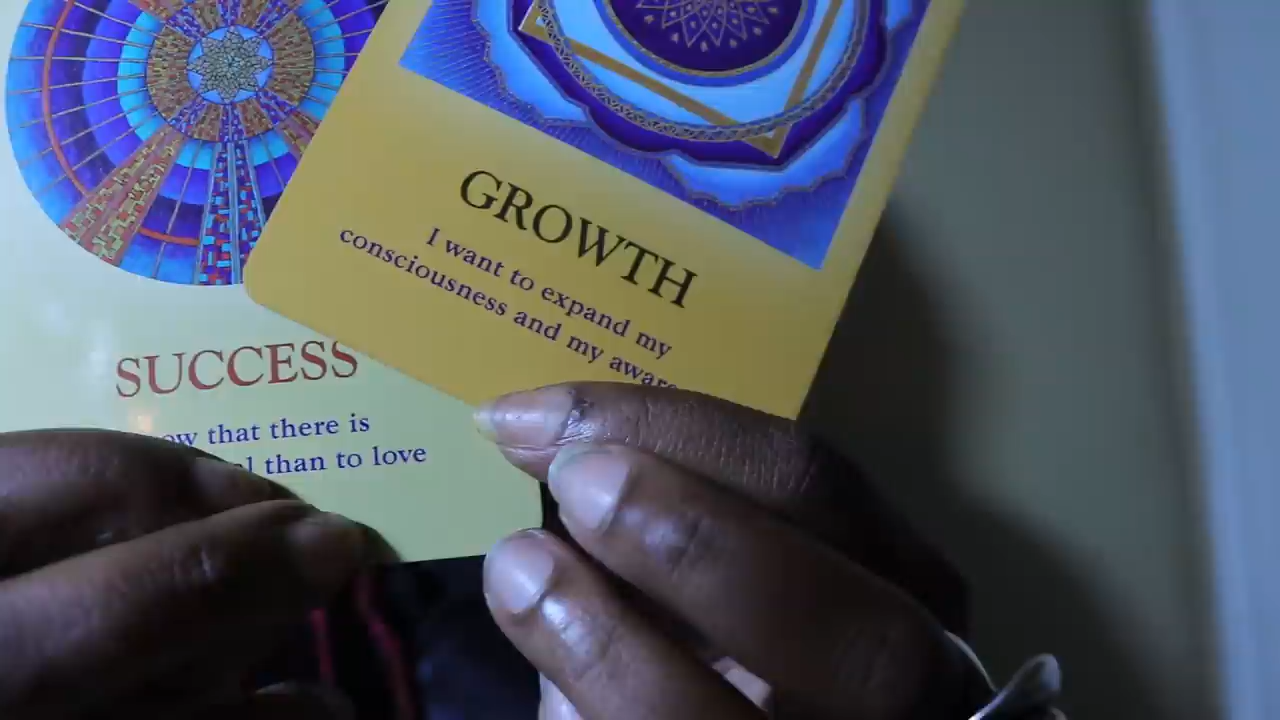 GROWTH
I want to expand my
consciousness and my
SUCCESS
that there is
than to love